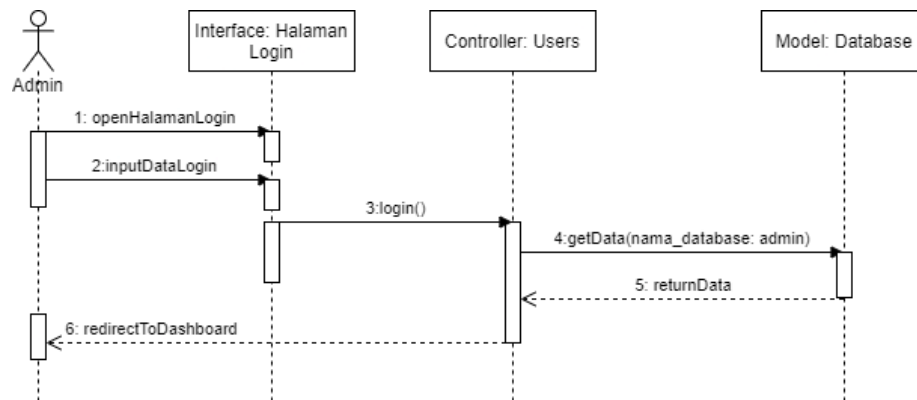 Interface: Halaman
Login
Controller: Users
Model: Database
Admin
1: openHalamanLogin
2:inputDataLogin
3:login()
4:getData(nama_database: admin)
5: returnData
6: redirectToDashboard